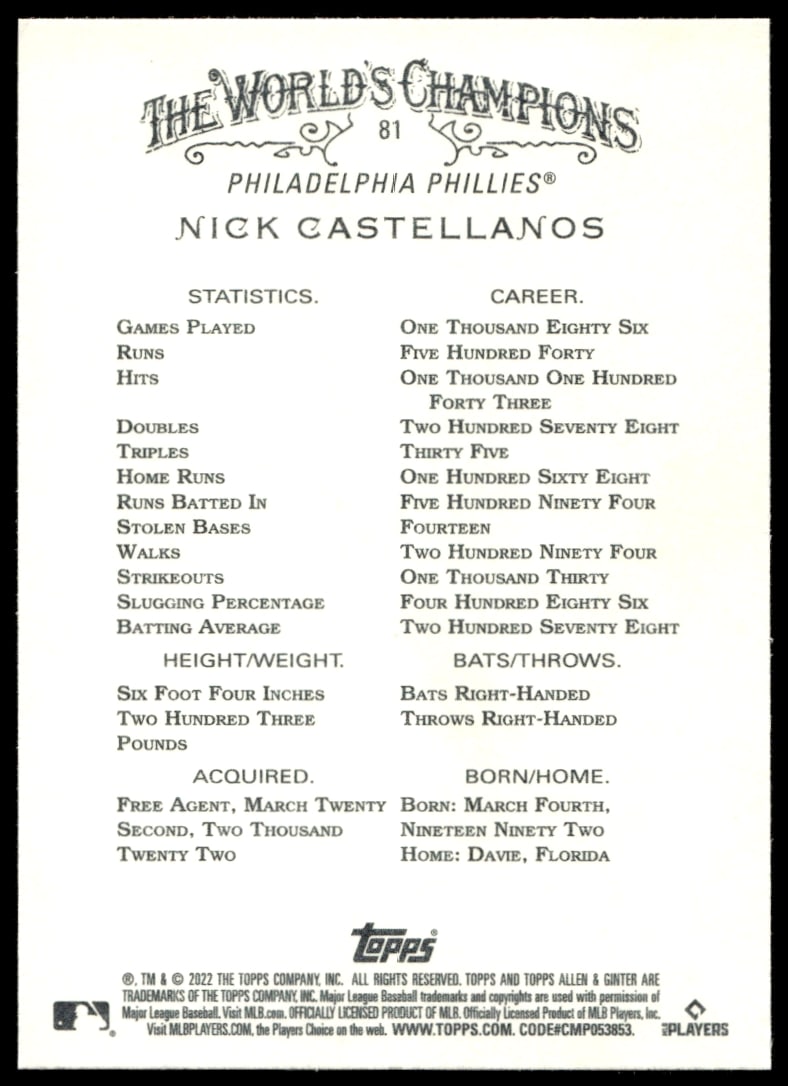 THE WORLD'S CHAMPIONS
81
PHILADELPHIA PHILLIES®
NICK CASTELLANOS
STATISTICS. CAREER.
GAMES PLAYED ONE THOUSAND EIGHTY SIX
RUNS FIVE HUNDRED FORTY
HITS ONE THOUSAND ONE HUNDRED
FORTY THREE
DOUBLES TWO HUNDRED SEVENTY EIGHT
TRIPLES THIRTY FIVE
HOME RUNS ONE HUNDRED SIXTY EIGHT
RUNS BATTED IN FIVE HUNDRED NINETY FOUR
STOLEN BASES FOURTEEN
WALKS TWO HUNDRED NINETY FOUR
STRIKEOUTS ONE THOUSAND THIRTY
SLUGGING PERCENTAGE FOUR HUNDRED EIGHTY SIX
BATTING AVERAGE TWO HUNDRED SEVENTY EIGHT
HEIGHT/WEIGHT. BATS/THROWS.
SIX FOOT FOUR INCHES BATS RIGHT-HANDED
TWO HUNDRED THREE THROWS RIGHT-HANDED
POUNDS
ACQUIRED. BORN/HOME.
FREE AGENT, MARCH TWENTY BORN: MARCH FOURTH,
SECOND, TWO THOUSAND NINETEEN NINETY TWO
TWENTY TWO HOME: DAVIE, FLORIDA
topps®
®, TM & © 2022 THE TOPPS COMPANY, INC. ALL RIGHTS RESERVED. TOPPS AND TOPPS ALLEN & GINTER ARE
TRADEMARKS OF THE TOPPS COMPANY, INC. Major League Baseball trademarks and copyrights are used with permission of
Major League Baseball. Visit MLB.com. OFFICIALLY LICENSED PRODUCT OF MLB. Officially Licensed Product of MLB Players, Inc.
Visit MLBPLAYERS.COM, the Players Choice on the web. WWW.TOPPS.COM. CODE#CMP053853.
MLB PLAYERS